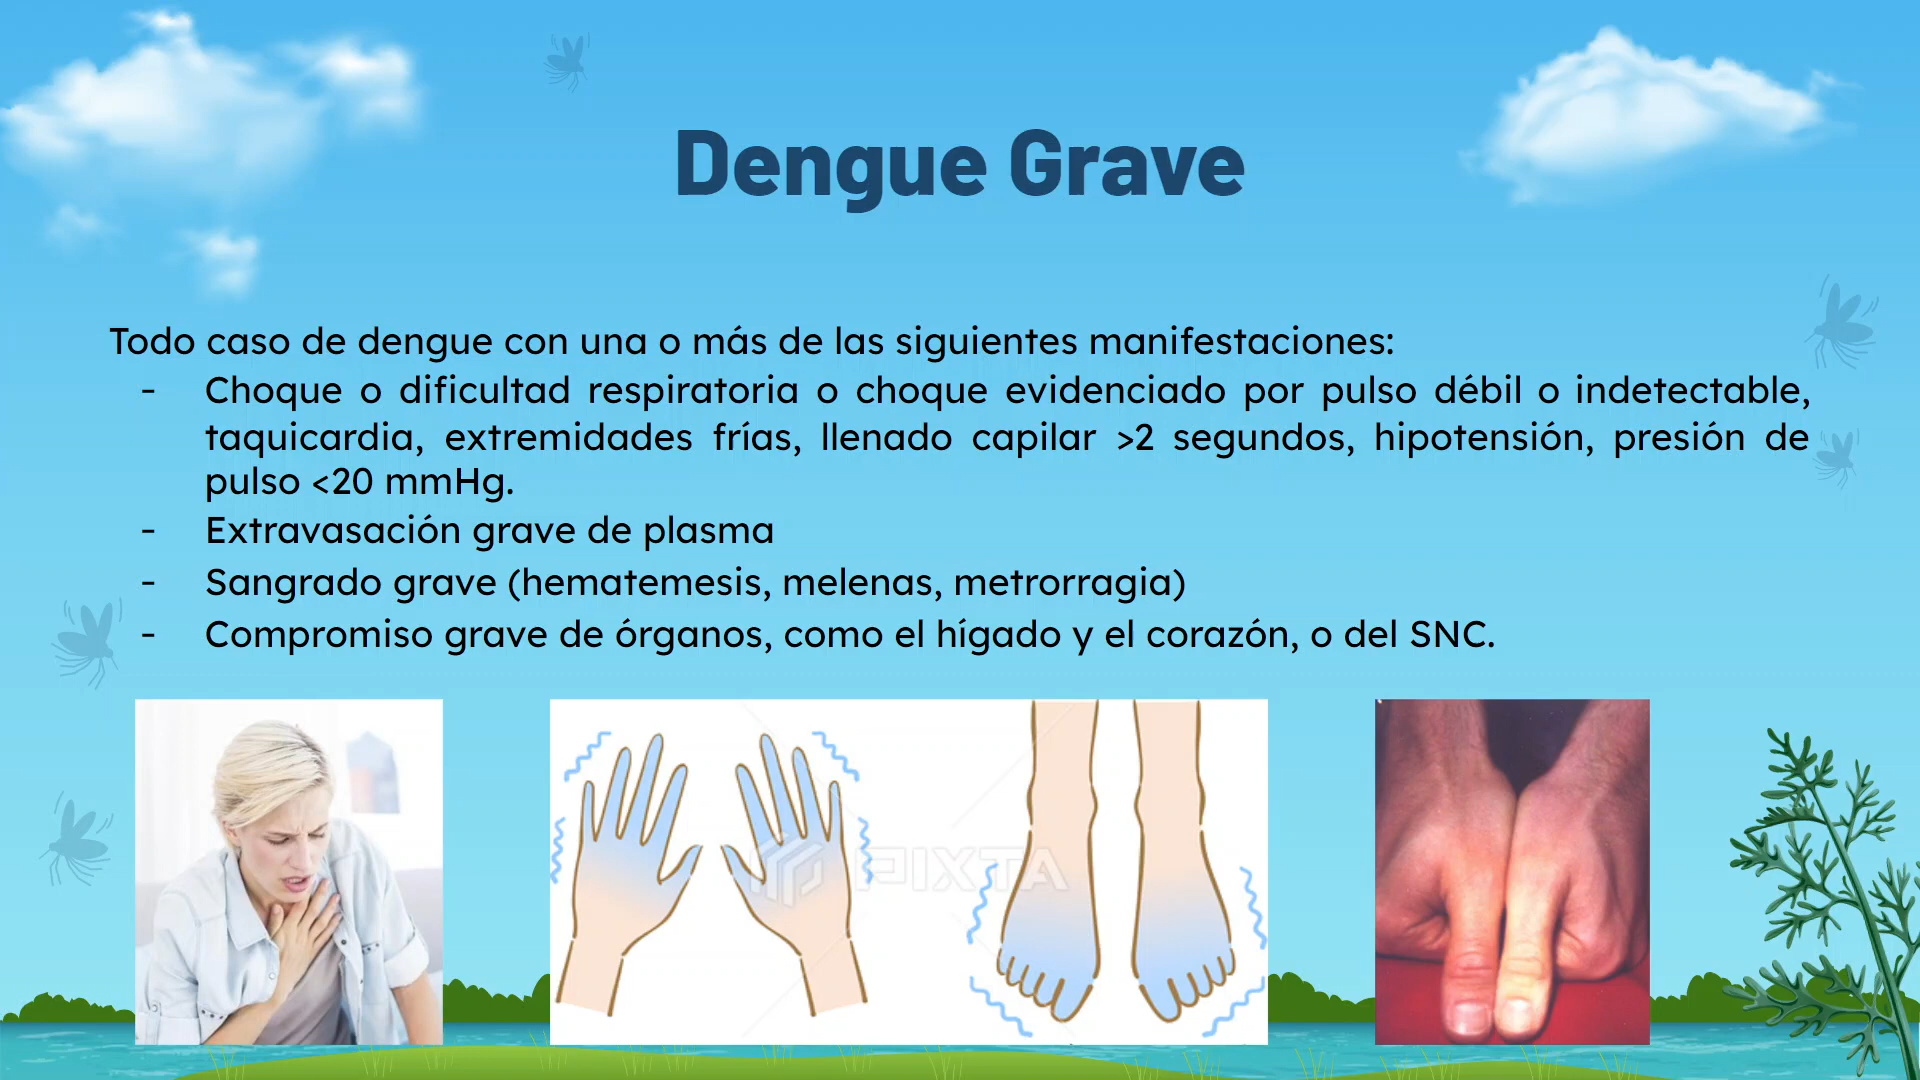 Dengue Grave
Todo caso de dengue con una o más de las siguientes manifestaciones:
- Choque o dificultad respiratoria o choque evidenciado por pulso débil o indetectable,
taquicardia, extremidades frías, llenado capilar >2 segundos, hipotensión, presión de
pulso <20 mmHg.
- Extravasación grave de plasma
- Sangrado grave (hematemesis, melenas, metrorragia)
- Compromiso grave de órganos, como el hígado y el corazón, o del SNC.
PIXTA